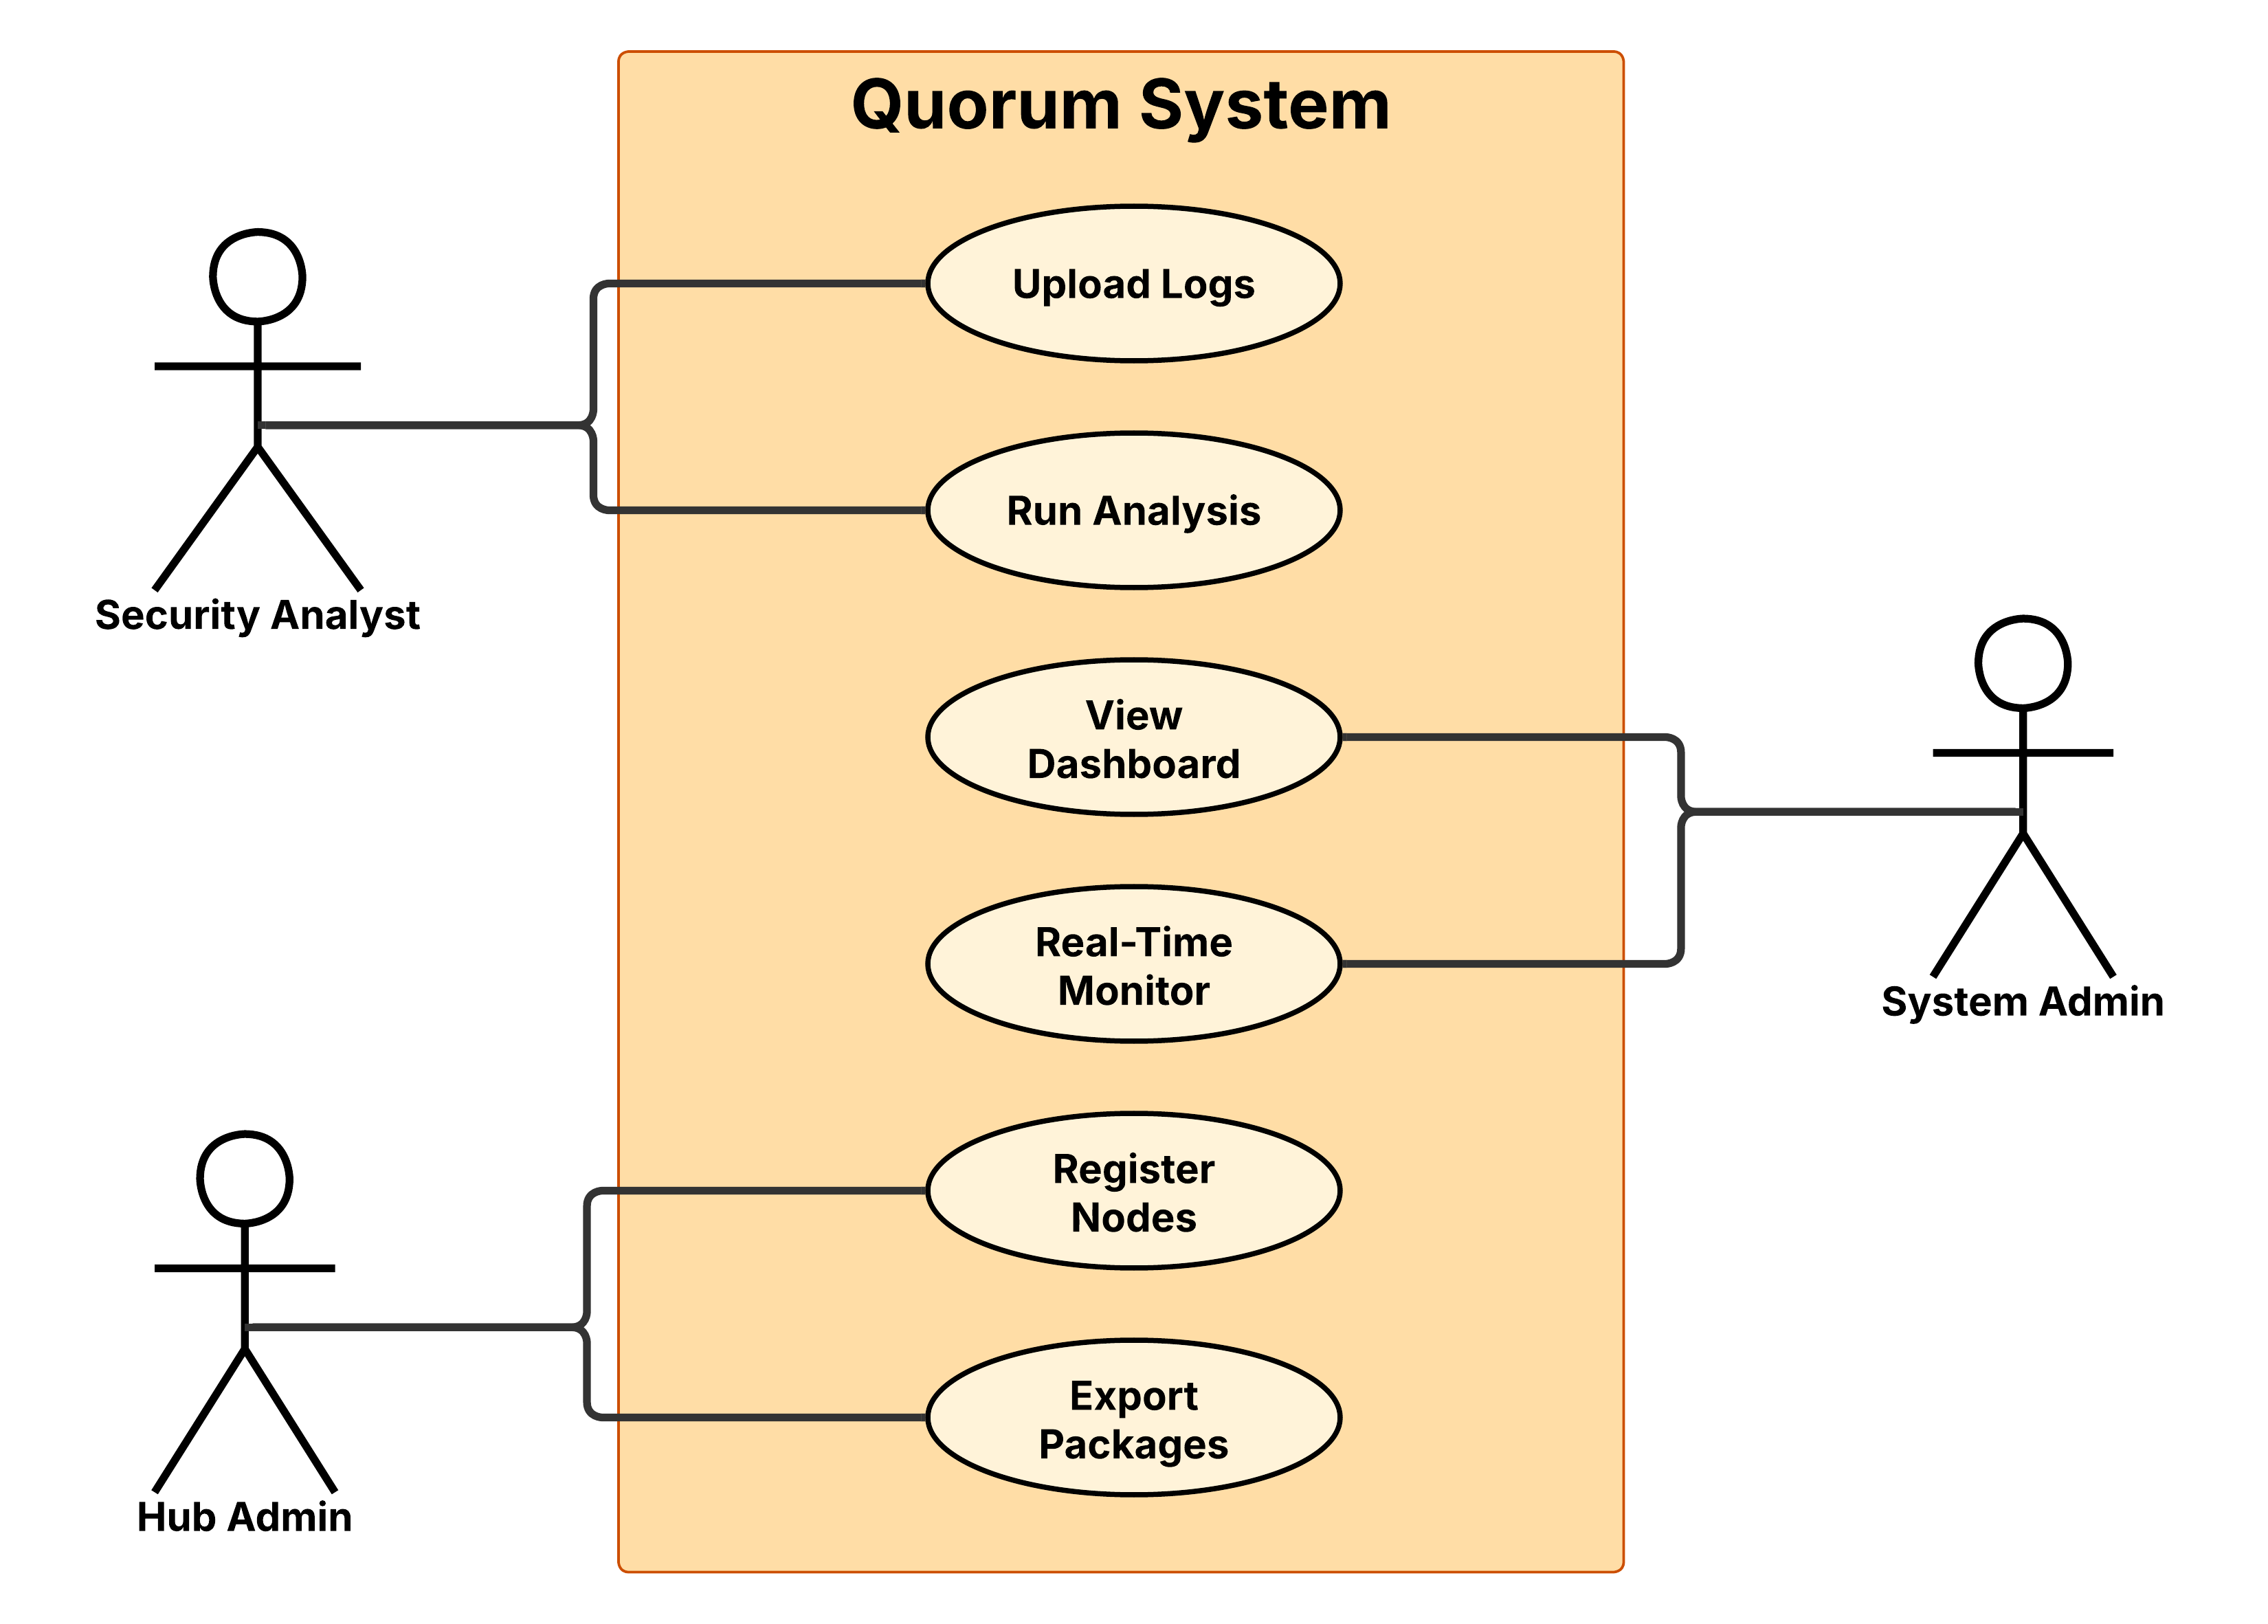 Quorum System
Upload Logs
Run Analysis
Security Analyst
View
Dashboard
Real-Time
Monitor
System Admin
Register
Nodes
Export
Packages
Hub Admin